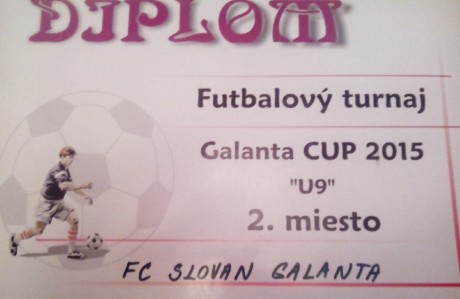 DIPLOM
Futbalový turnaj
Galanta CUP 2015
"U9"
2. miesto
FC SLOVAN GALANTA